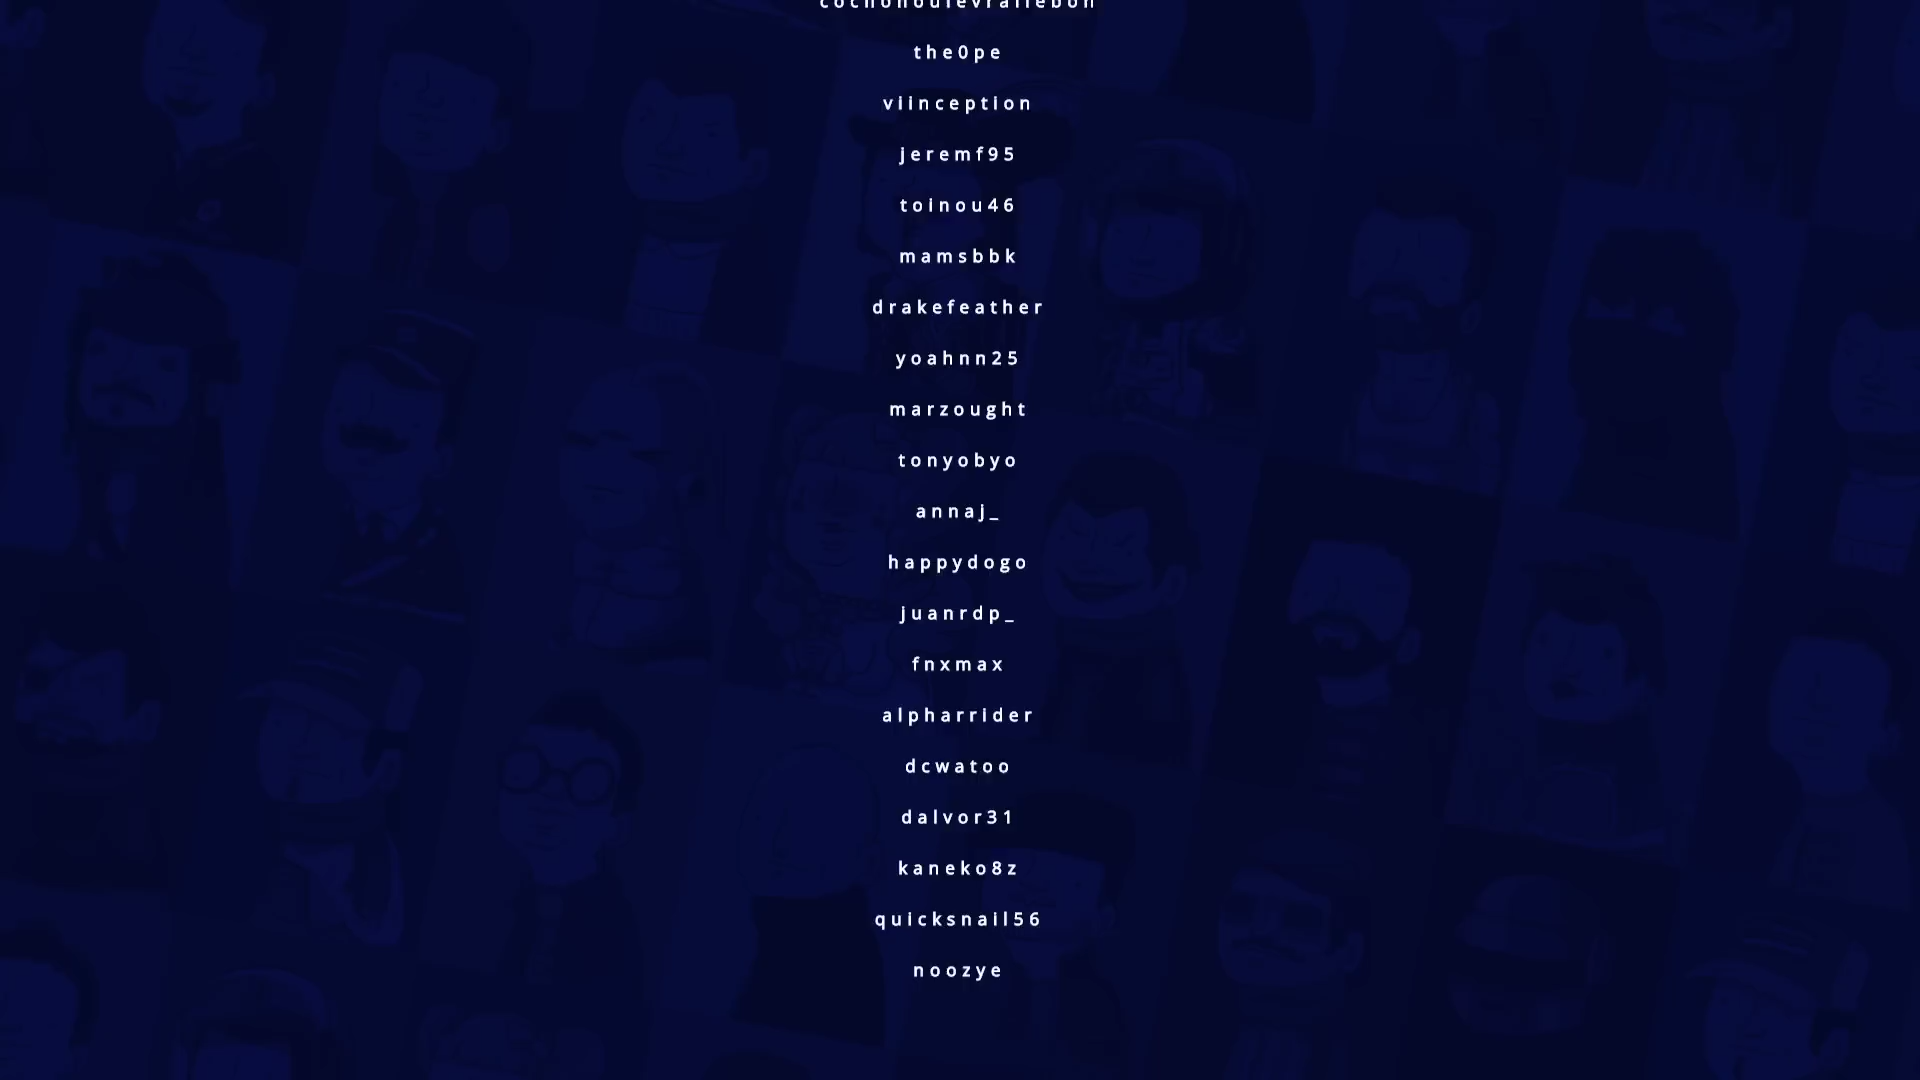 the0pe
viinception
jeremf95
toinou46
mamsbbk
drakefeather
yoahnn25
marzought
tonyobyo
annaj_
happydogo
juanrdp_
fnxmax
alpharrider
dcwatoo
dalvor31
kaneko8z
quicksnail56
noozye